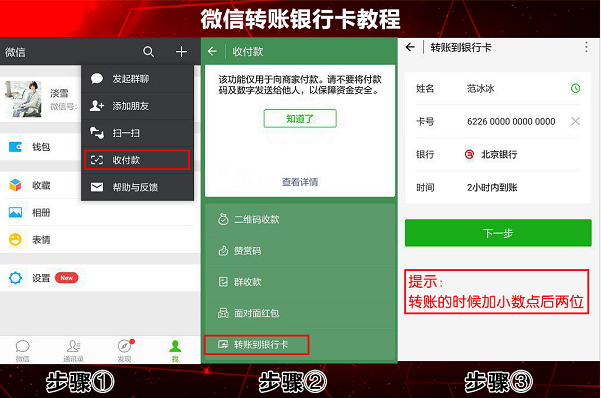 微信转账银行卡教程
微信
发起群聊
添加朋友
扫一扫
收付款
帮助与反馈
淡雪
微信号:
钱包
收藏
相册
表情
设置 New
微信 通讯录 发现 我
步骤①
收付款
该功能仅用于向商家付款。请不要将付款
码及数字发送给他人，以保障资金安全。
知道了
查看详情
二维码收款
赞赏码
群收款
面对面红包
转账到银行卡
步骤②
转账到银行卡
姓名 范冰冰
卡号 6226 0000 0000 0000
银行 北京银行
时间 2小时内到账
下一步
提示:
转账的时候加小数点后两位
步骤③